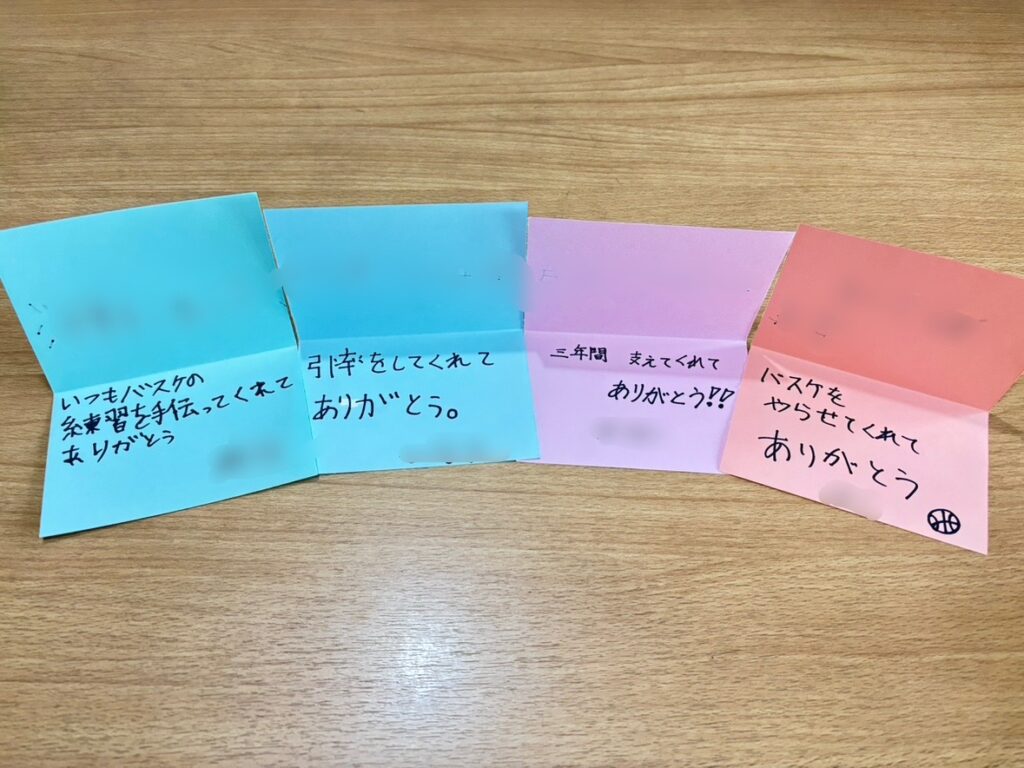 いつもバスケの
練習を手伝ってくれて
ありがとう
引率をしてくれて
ありがとう。
三年間 支えてくれて
ありがとう!!
バスケを
やらせてくれて
ありがとう